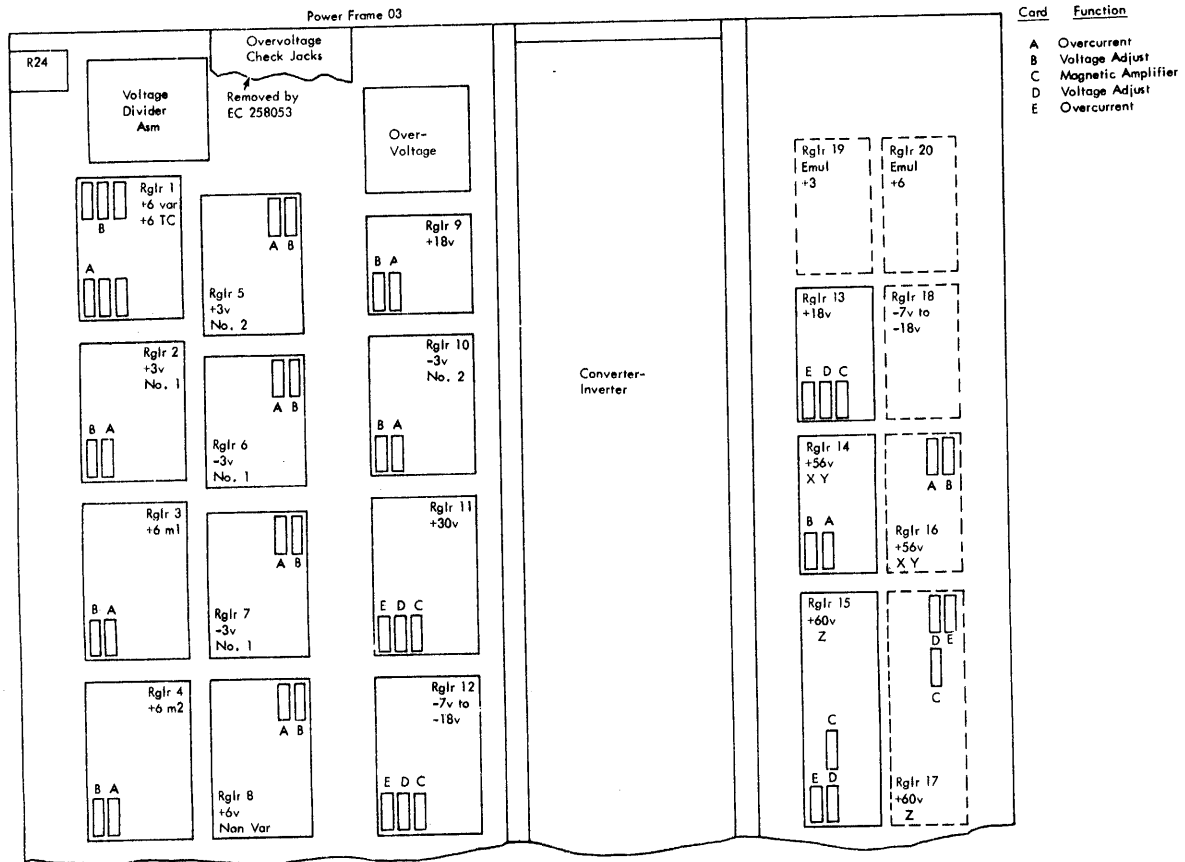 Power Frame 03
Card Function
A Overcurrent
B Voltage Adjust
C Magnetic Amplifier
D Voltage Adjust
E Overcurrent
R24
Voltage
Divider
Asm
Overvoltage
Check Jacks
Removed by
EC 258053
Over-
Voltage
Rglr 1
+6 var
+6 TC
B
A
Rglr 2
+3v
No. 1
B A
Rglr 3
+6 m1
B A
Rglr 4
+6 m2
B A
A B
Rglr 5
+3v
No. 2
A B
Rglr 6
-3v
No. 1
A B
Rglr 7
-3v
No. 1
A B
Rglr 8
+6v
Non Var
Rglr 9
+18v
B A
Rglr 10
-3v
No. 2
B A
Rglr 11
+30v
E D C
Rglr 12
-7v to
-18v
E D C
Converter-
Inverter
Rglr 19
Emul
+3
Rglr 20
Emul
+6
Rglr 13
+18v
E D C
Rglr 18
-7v to
-18v
Rglr 14
+56v
X Y
B A
A B
Rglr 16
+56v
X Y
Rglr 15
+60v
Z
C
E D
D E
C
Rglr 17
+60v
Z